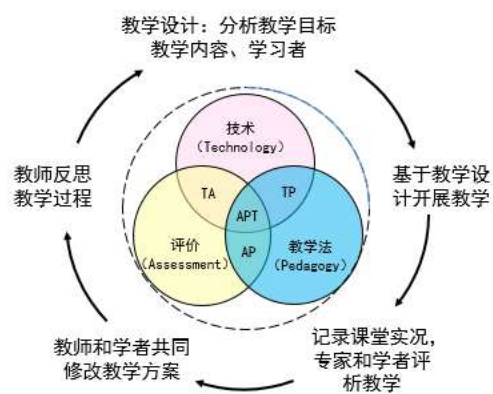 教学设计：分析教学目标
教学内容、学习者
技术
(Technology)
教师反思
教学过程
基于教学设
计开展教学
TA
TP
APT
评价
(Assessment)
AP
教学法
(Pedagogy)
教师和学者共同
修改教学方案
记录课堂实况，
专家和学者评
析教学